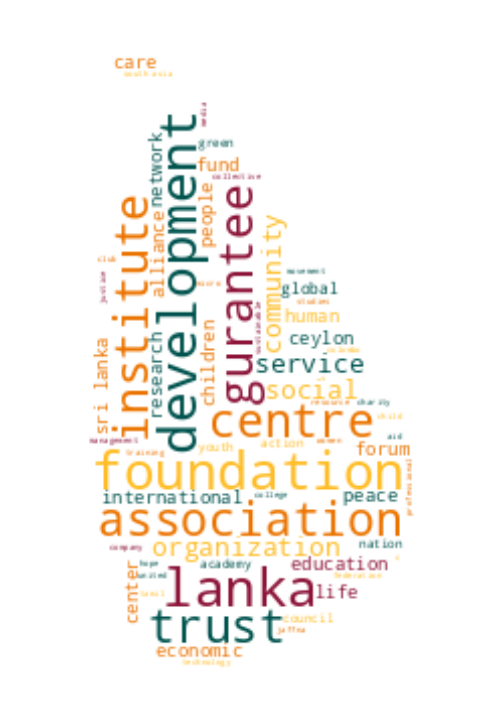 care
south asia
media
green
network
development
fund
collective
people
gurantee
institute
alliance
community
club
movement
justice
micro
global
studies
human
research
children
sri lanka
ceylon
colombo
service
social
resource
charity
centre
child
management
action
women
aid
training
youth
forum
foundation
professional
international
college
peace
association
company
organization
nation
hope
academy
education
united
federation
center
lanka
life
tamil
trust
council
jaffna
economic
technology